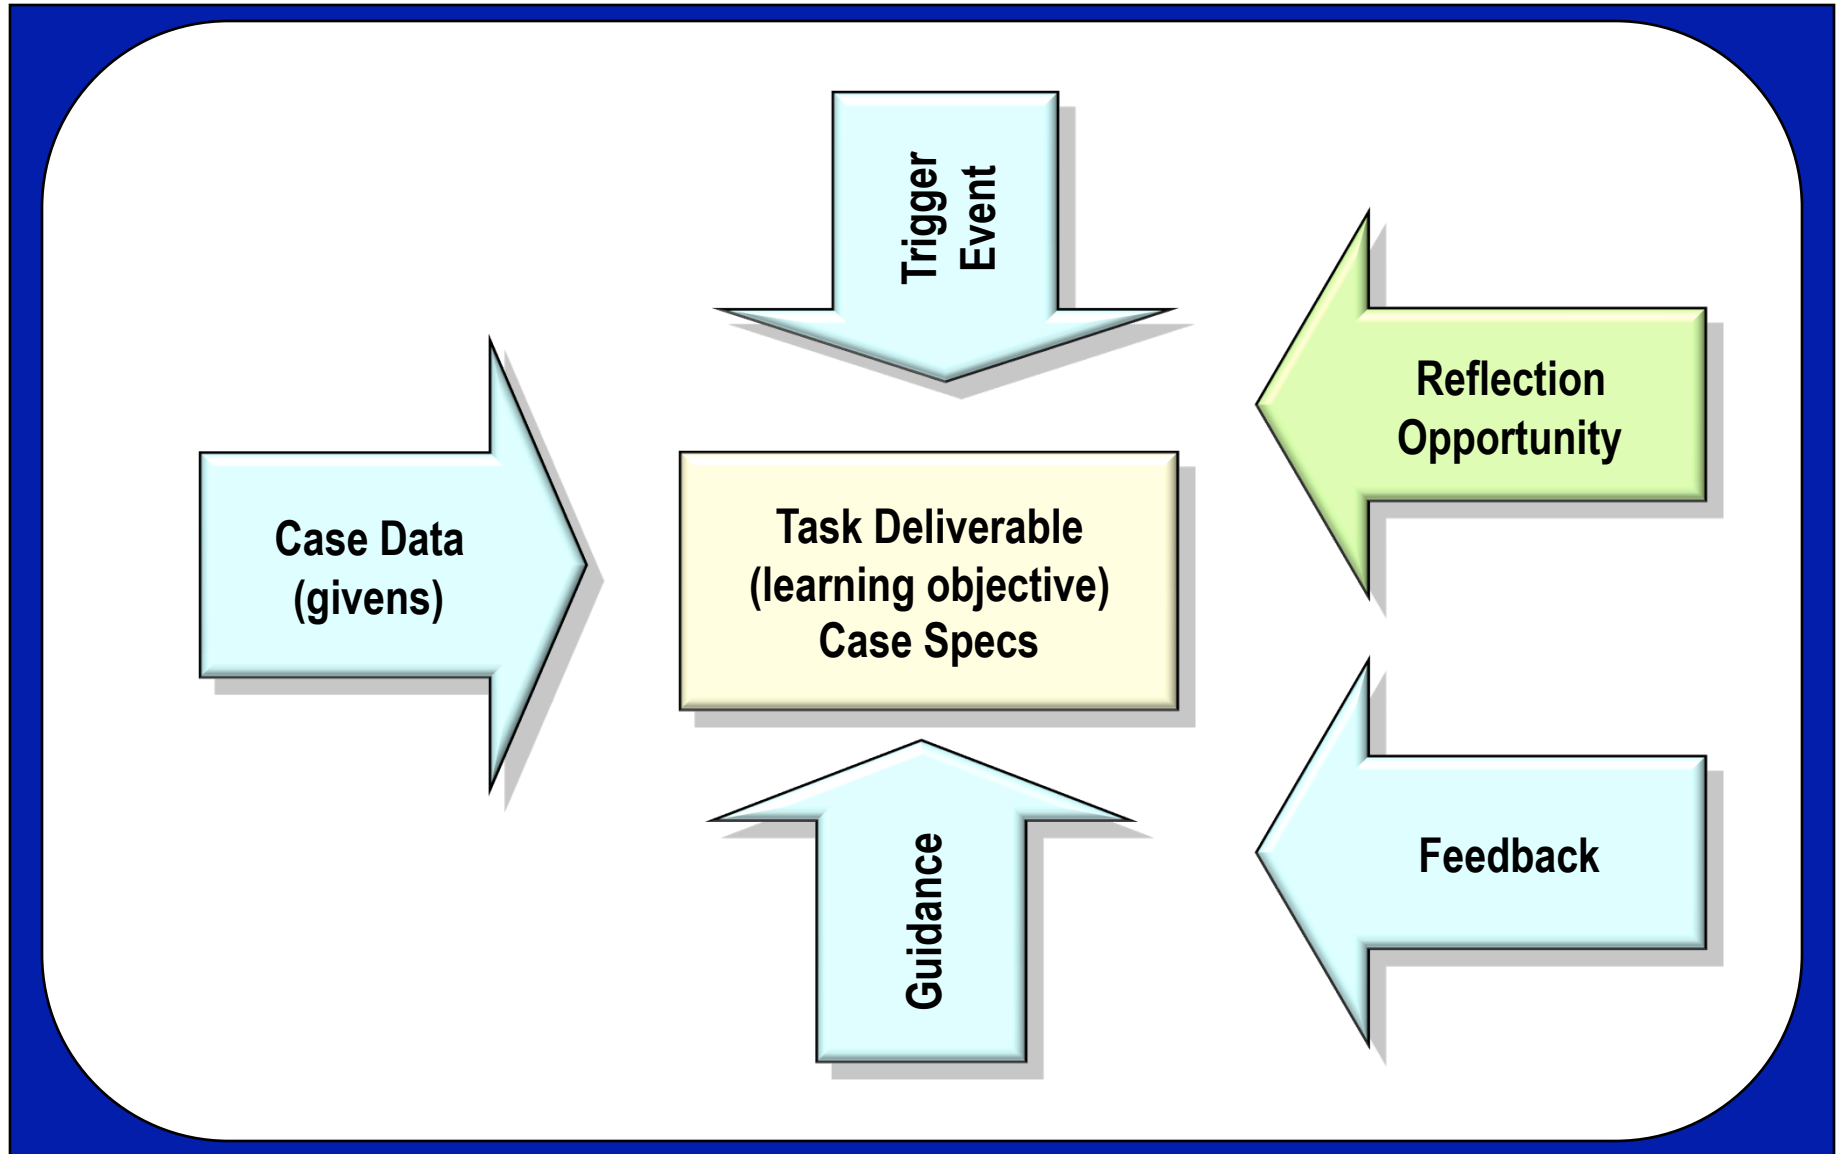 Trigger
Event
Reflection
Opportunity
Case Data
(givens)
Task Deliverable
(learning objective)
Case Specs
Guidance
Feedback